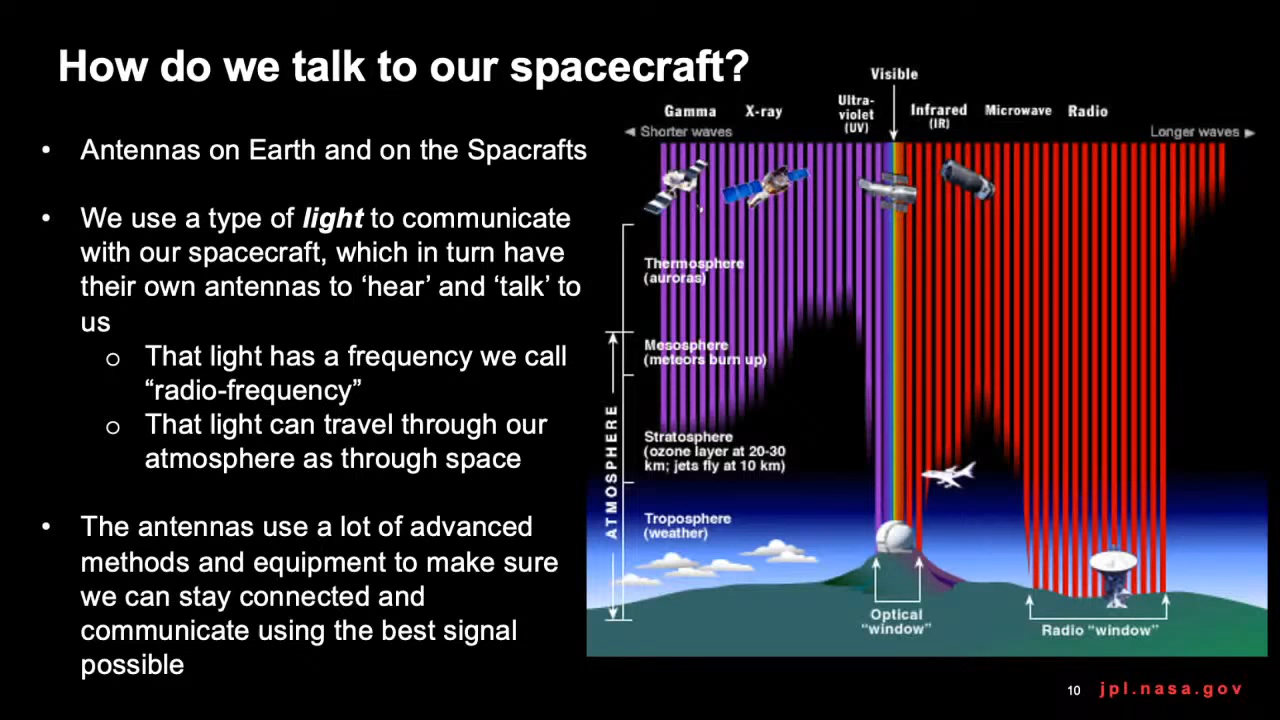 How do we talk to our spacecraft?
• Antennas on Earth and on the Spacrafts
• We use a type of light to communicate
with our spacecraft, which in turn have
their own antennas to ‘hear’ and ‘talk’ to
us
o That light has a frequency we call
“radio-frequency”
o That light can travel through our
atmosphere as through space
• The antennas use a lot of advanced
methods and equipment to make sure
we can stay connected and
communicate using the best signal
possible
Visible
Gamma
X-ray
Ultra-
violet
(UV)
Infrared
(IR)
Microwave
Radio
Shorter waves
Longer waves
Thermosphere
(auroras)
Mesosphere
(meteors burn up)
Stratosphere
(ozone layer at 20-30
km; jets fly at 10 km)
Troposphere
(weather)
ATMOSPHERE
Optical
“window”
Radio “window”
10
jpl.nasa.gov